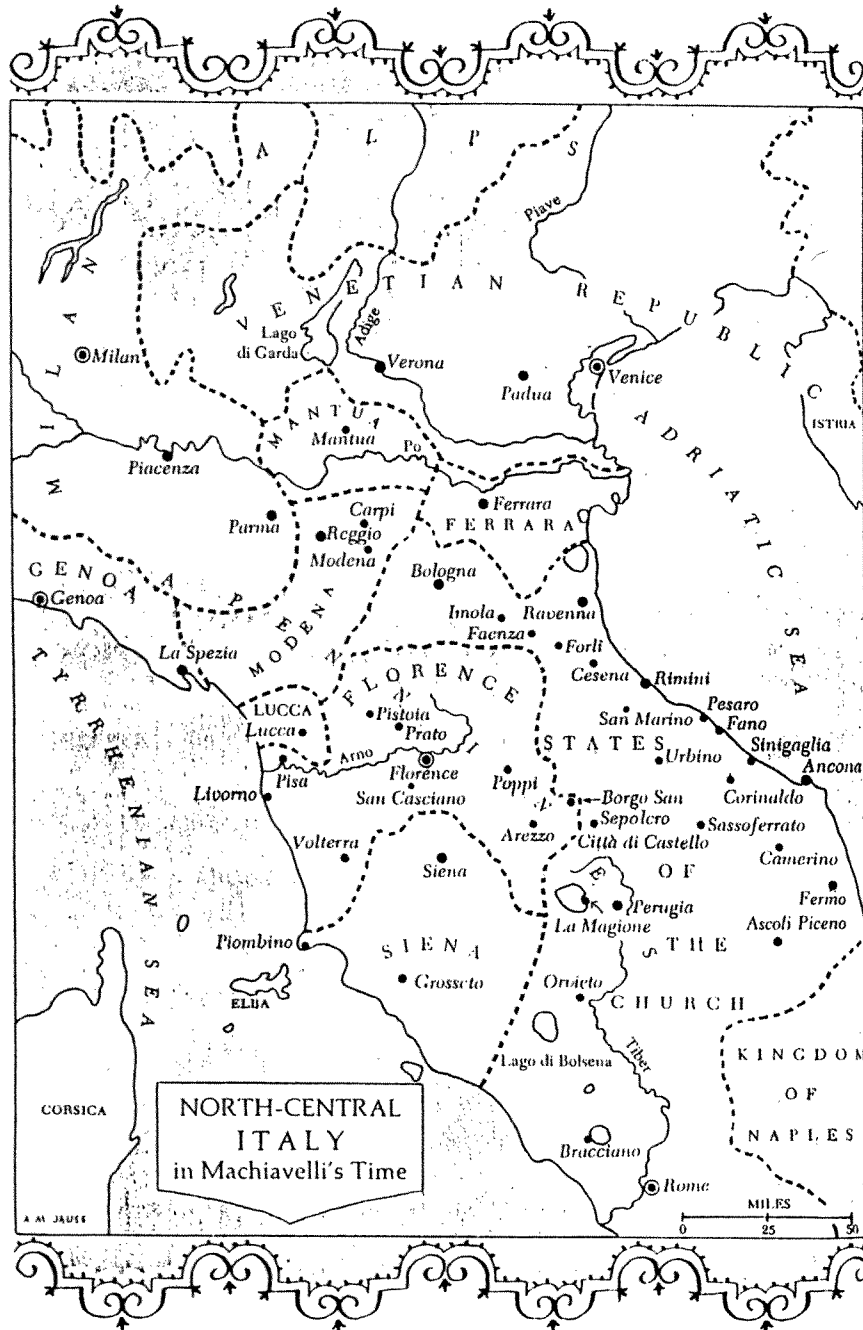 ALPS
Piave
MILAN
VENETIAN REPUBLIC
Lago
di Garda
Adige
Milan
Verona
Padua
Venice
ISTRIA
MANTUA
Mantua
Po
ADRIATIC SEA
Piacenza
Parma
Carpi
Reggio
Modena
Ferrara
FERRARA
GENOA
Genoa
APENNINES
MODENA
Bologna
Imola
Ravenna
Faenza
Forli
Cesena
La Spezia
Rimini
TYRRHENIAN SEA
FLORENCE
LUCCA
Lucca
Pistoia
Prato
San Marino
Pesaro
Fano
STATES
Urbino
Sinigaglia
Ancona
Arno
Pisa
Florence
Poppi
Corinaldo
Livorno
San Casciano
Borgo San
Sepolcro
Arezzo
Sassoferrato
Città di Castello
Volterra
Siena
Camerino
OF
Perugia
La Magione
Fermo
Ascoli Piceno
Piombino
SIENA
THE
Grosseto
Orvieto
ELBA
CHURCH
Lago di Bolsena
Tiber
KINGDOM
OF
NAPLES
CORSICA
NORTH-CENTRAL
ITALY
in Machiavelli's Time
Bracciano
Rome
A M JAUSS
MILES
0 25 50